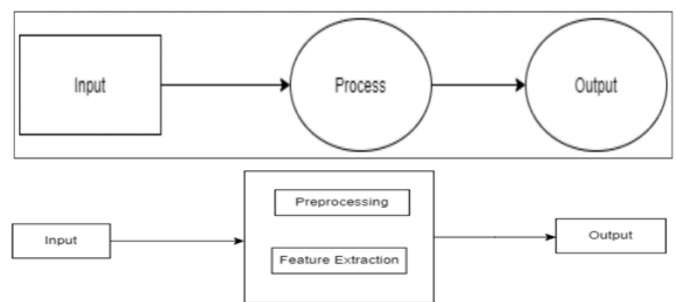 Input
Process
Output
Preprocessing
Input
Output
Feature Extraction